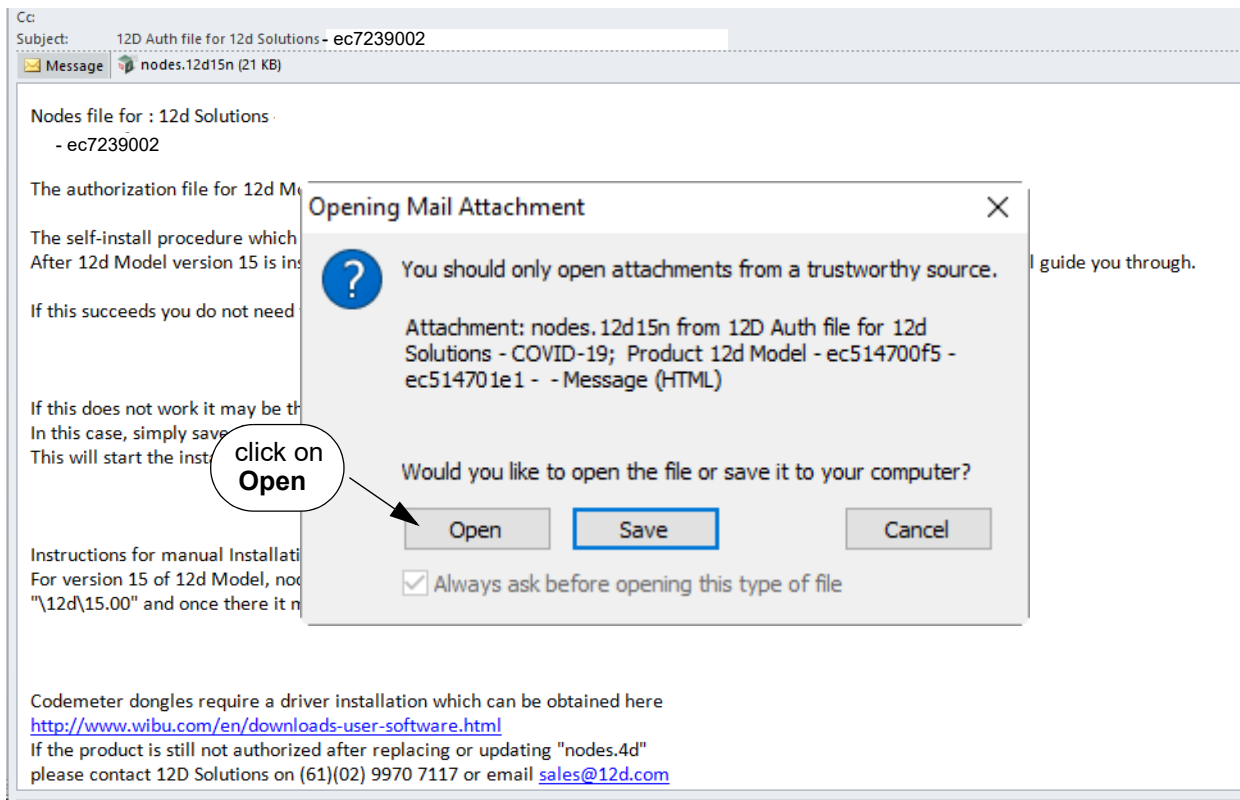 Cc:
Subject: 12D Auth file for 12d Solutions - ec7239002
Message nodes.12d15n (21 KB)
Nodes file for : 12d Solutions
- ec7239002
The authorization file for 12d M
Opening Mail Attachment
The self-install procedure which
After 12d Model version 15 is ins
You should only open attachments from a trustworthy source.
l guide you through.
If this succeeds you do not need
Attachment: nodes.12d15n from 12D Auth file for 12d
Solutions - COVID-19; Product 12d Model - ec514700f5 -
ec514701e1 - - Message (HTML)
If this does not work it may be th
In this case, simply save
This will start the inst
click on
Open
Would you like to open the file or save it to your computer?
Open Save Cancel
Always ask before opening this type of file
Instructions for manual Installati
For version 15 of 12d Model, nod
"\12d\15.00" and once there it m
Codemeter dongles require a driver installation which can be obtained here
http://www.wibu.com/en/downloads-user-software.html
If the product is still not authorized after replacing or updating "nodes.4d"
please contact 12D Solutions on (61)(02) 9970 7117 or email sales@12d.com